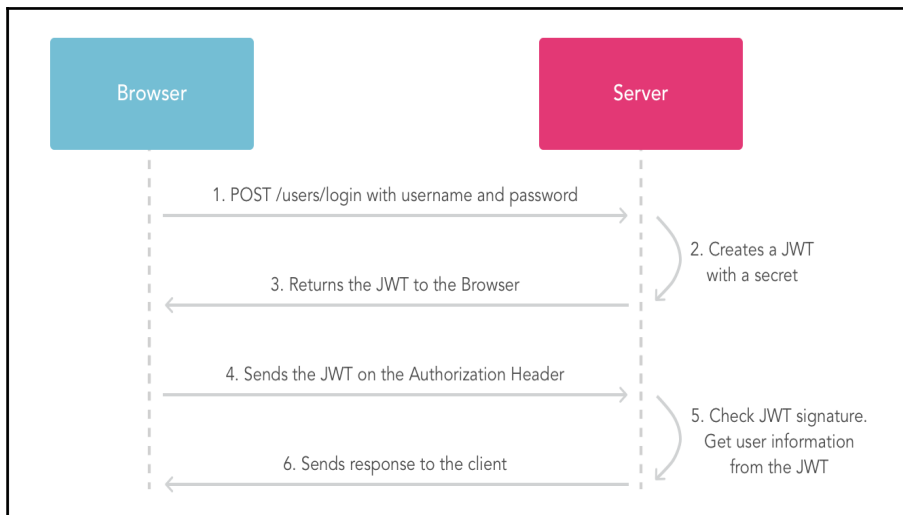 Browser
Server
1. POST /users/login with username and password
2. Creates a JWT
with a secret
3. Returns the JWT to the Browser
4. Sends the JWT on the Authorization Header
5. Check JWT signature.
Get user information
from the JWT
6. Sends response to the client